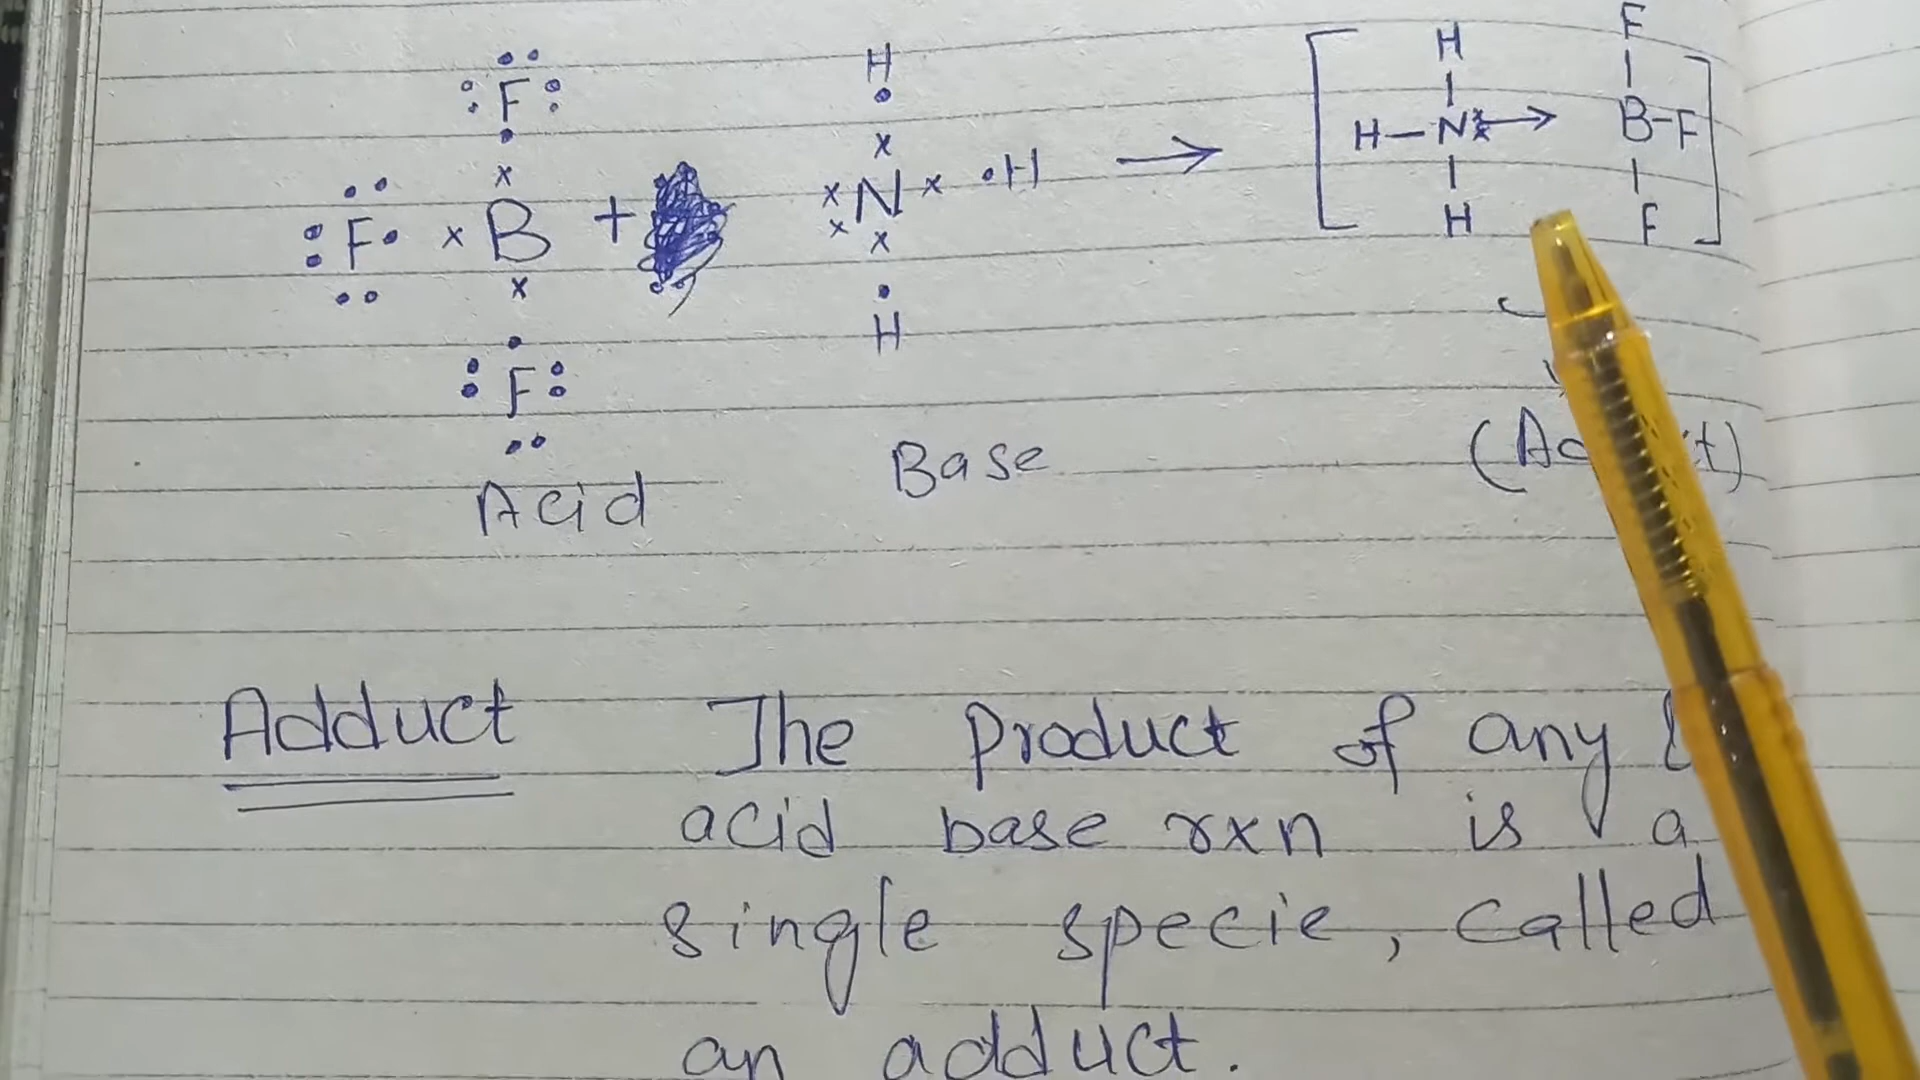 F
H
F
H
F
B
+
N
H
→
H
N
→
B
F
H
F
F
H
Acid
Base
Adduct
The product of any
acid base rxn is a
single specie, called
an adduct.